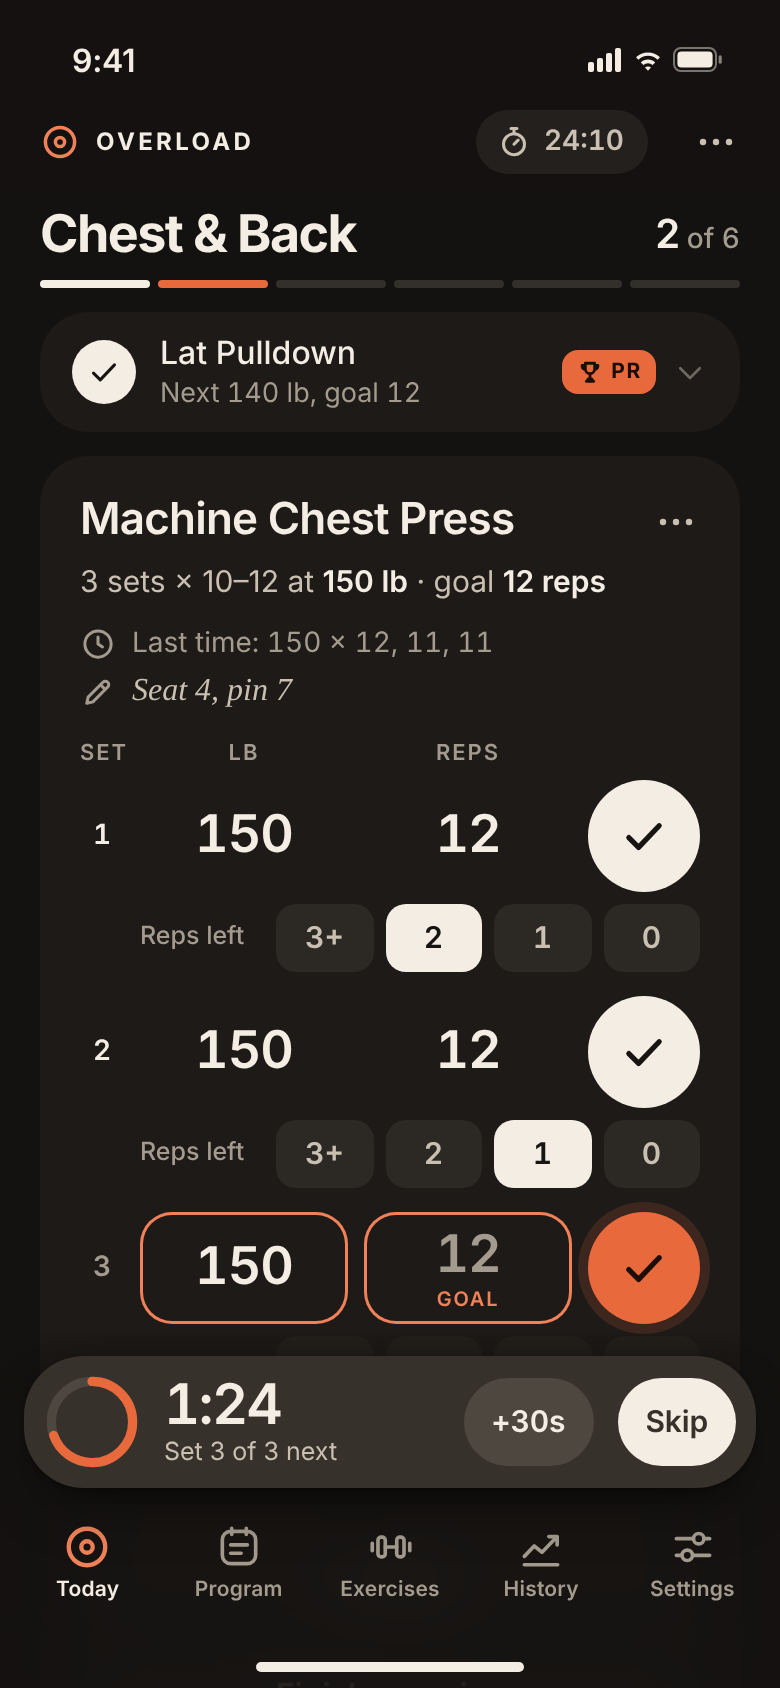 9:41
OVERLOAD
24:10
Chest & Back
2 of 6
Lat Pulldown
Next 140 lb, goal 12
PR
Machine Chest Press
3 sets × 10–12 at 150 lb · goal 12 reps
Last time: 150 × 12, 11, 11
Seat 4, pin 7
SET LB REPS
1 150 12
Reps left 3+ 2 1 0
2 150 12
Reps left 3+ 2 1 0
3 150 12
GOAL
1:24
Set 3 of 3 next
+30s
Skip
Today Program Exercises History Settings